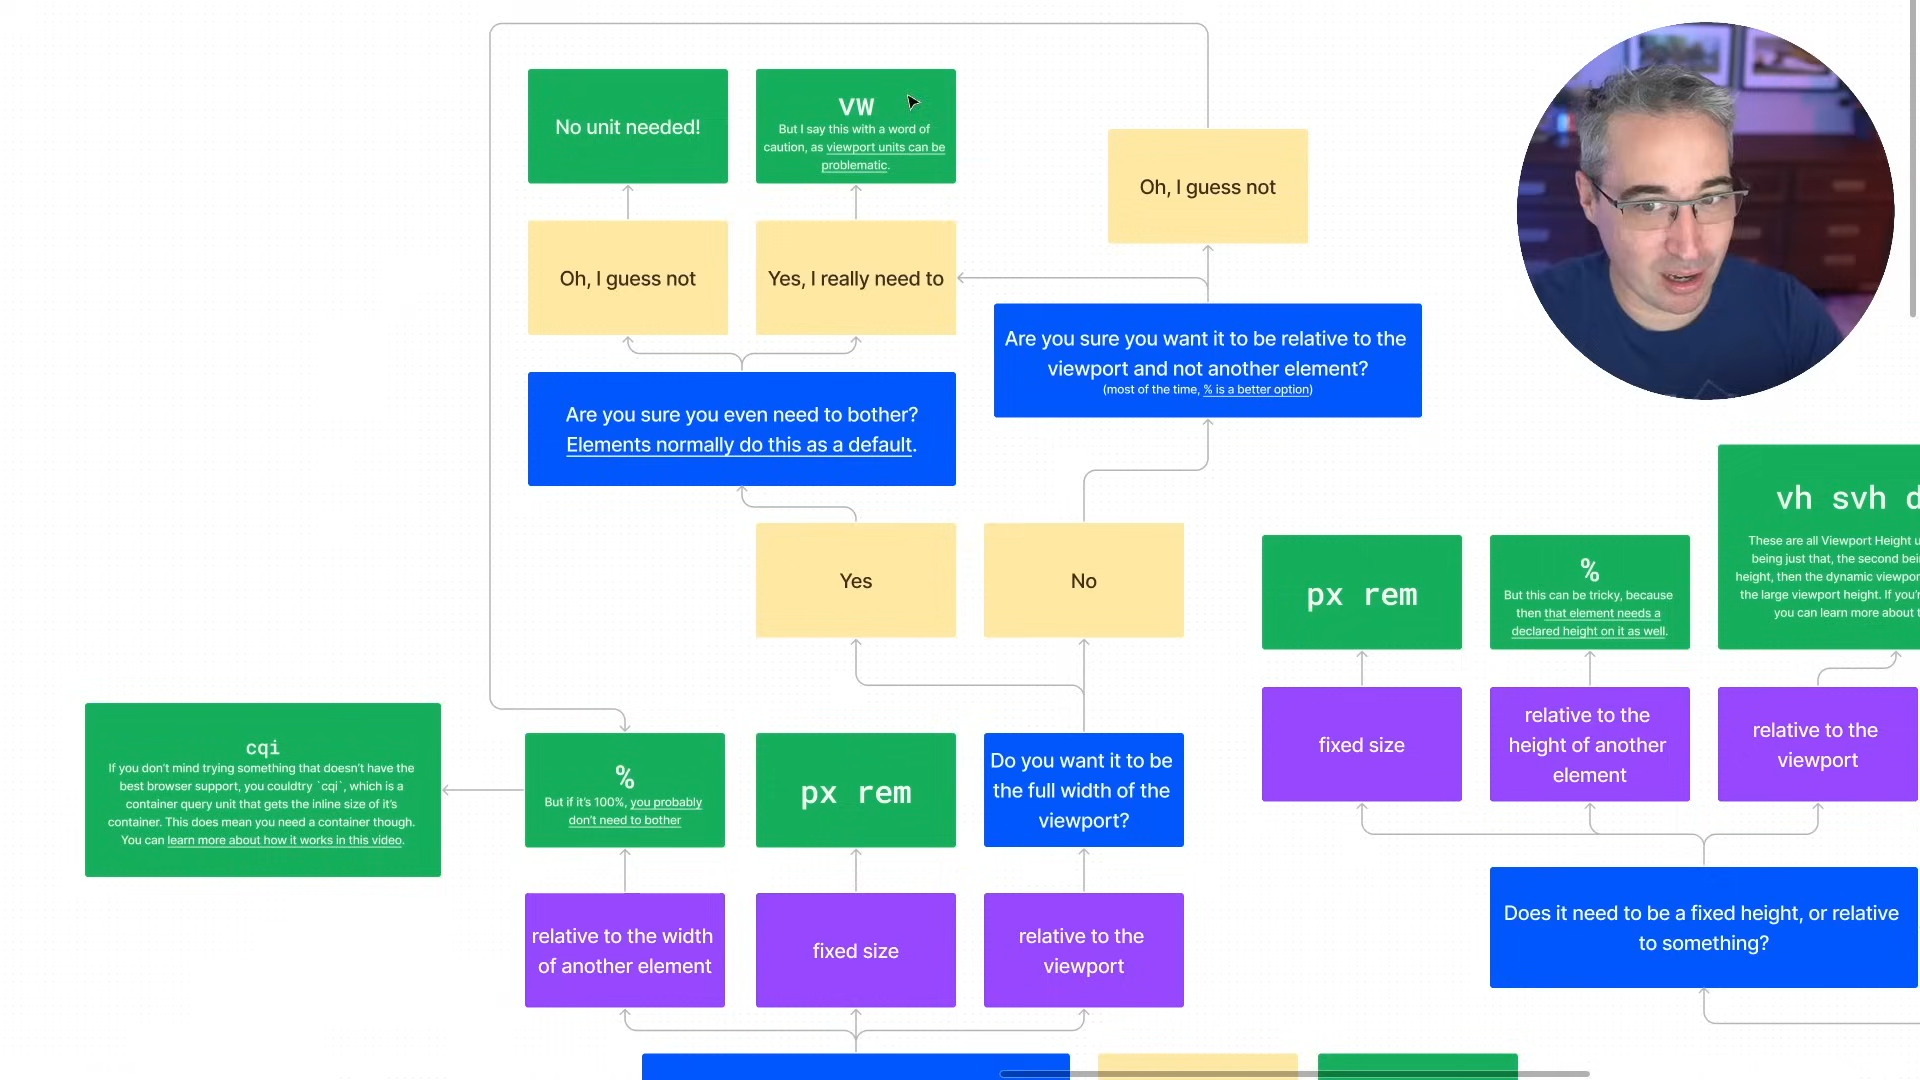 No unit needed!
VW
But I say this with a word of
caution, as viewport units can be
problematic.
Oh, I guess not
Oh, I guess not
Yes, I really need to
Are you sure you want it to be relative to the
viewport and not another element?
(most of the time, % is a better option)
Are you sure you even need to bother?
Elements normally do this as a default.
Yes
No
vh svh d
These are all Viewport Height u
being just that, the second bei
height, then the dynamic viewpor
the large viewport height. If you'r
you can learn more about t
px rem
%
But this can be tricky, because
then that element needs a
declared height on it as well.
fixed size
relative to the
height of another
element
relative to the
viewport
cqi
If you don't mind trying something that doesn't have the
best browser support, you couldtry `cqi`, which is a
container query unit that gets the inline size of it's
container. This does mean you need a container though.
You can learn more about how it works in this video.
%
But if it's 100%, you probably
don't need to bother
px rem
Do you want it to be
the full width of the
viewport?
relative to the width
of another element
fixed size
relative to the
viewport
Does it need to be a fixed height, or relative
to something?